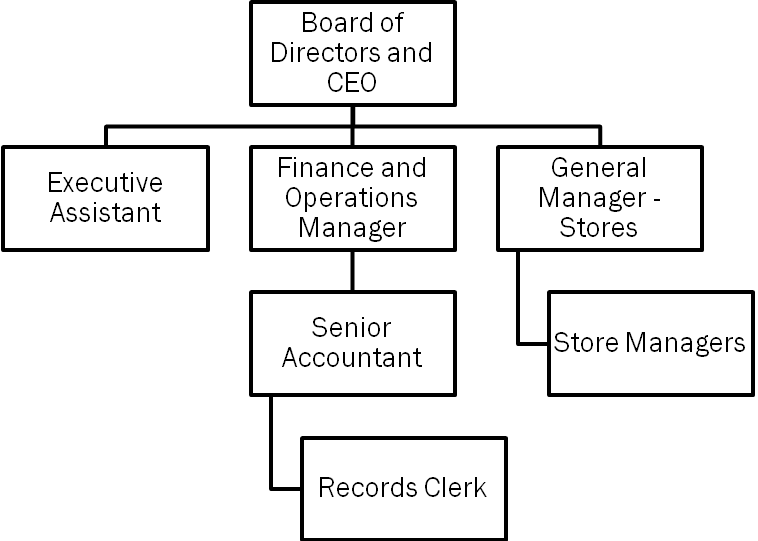 Board of
Directors and
CEO
Executive
Assistant
Finance and
Operations
Manager
General
Manager -
Stores
Senior
Accountant
Store Managers
Records Clerk